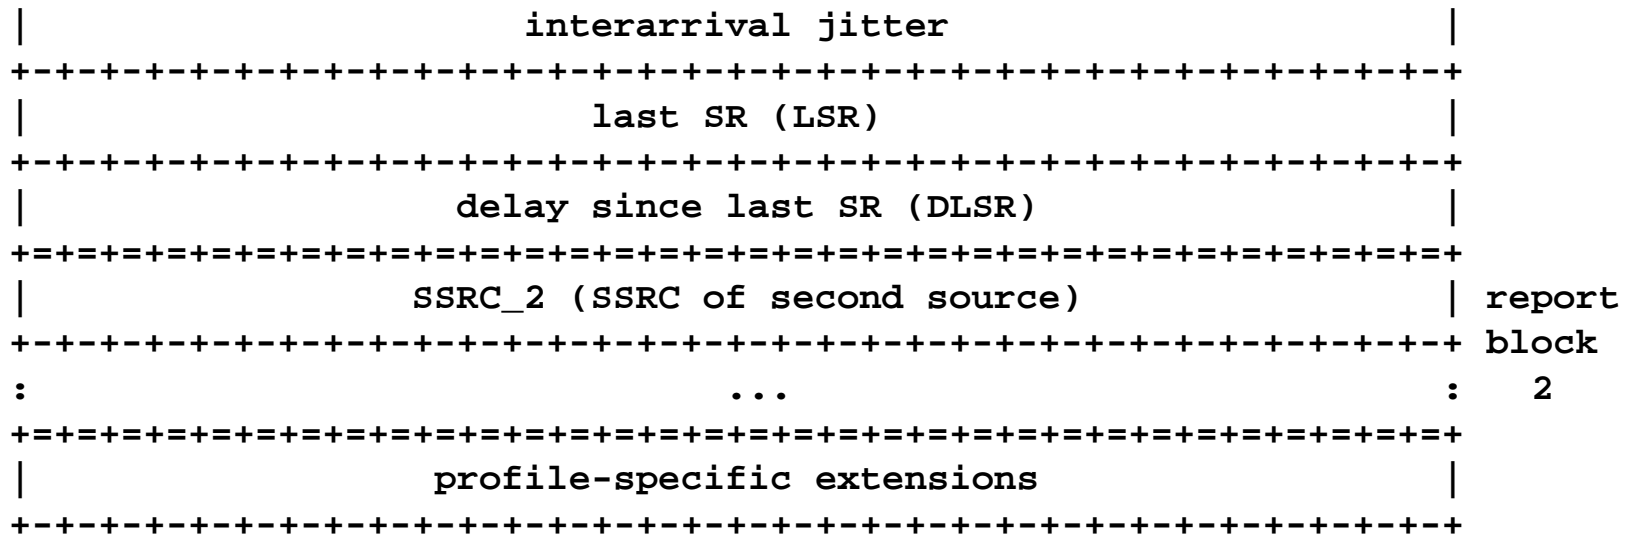 |                       interarrival jitter                      |
+-+-+-+-+-+-+-+-+-+-+-+-+-+-+-+-+-+-+-+-+-+-+-+-+-+-+-+-+-+-+-+-+
|                         last SR (LSR)                         |
+-+-+-+-+-+-+-+-+-+-+-+-+-+-+-+-+-+-+-+-+-+-+-+-+-+-+-+-+-+-+-+-+
|                   delay since last SR (DLSR)                  |
+=+=+=+=+=+=+=+=+=+=+=+=+=+=+=+=+=+=+=+=+=+=+=+=+=+=+=+=+=+=+=+=+
|                 SSRC_2 (SSRC of second source)                | report
+-+-+-+-+-+-+-+-+-+-+-+-+-+-+-+-+-+-+-+-+-+-+-+-+-+-+-+-+-+-+-+-+ block
:                               ...                             :   2
+=+=+=+=+=+=+=+=+=+=+=+=+=+=+=+=+=+=+=+=+=+=+=+=+=+=+=+=+=+=+=+=+
|                  profile-specific extensions                  |
+-+-+-+-+-+-+-+-+-+-+-+-+-+-+-+-+-+-+-+-+-+-+-+-+-+-+-+-+-+-+-+-+